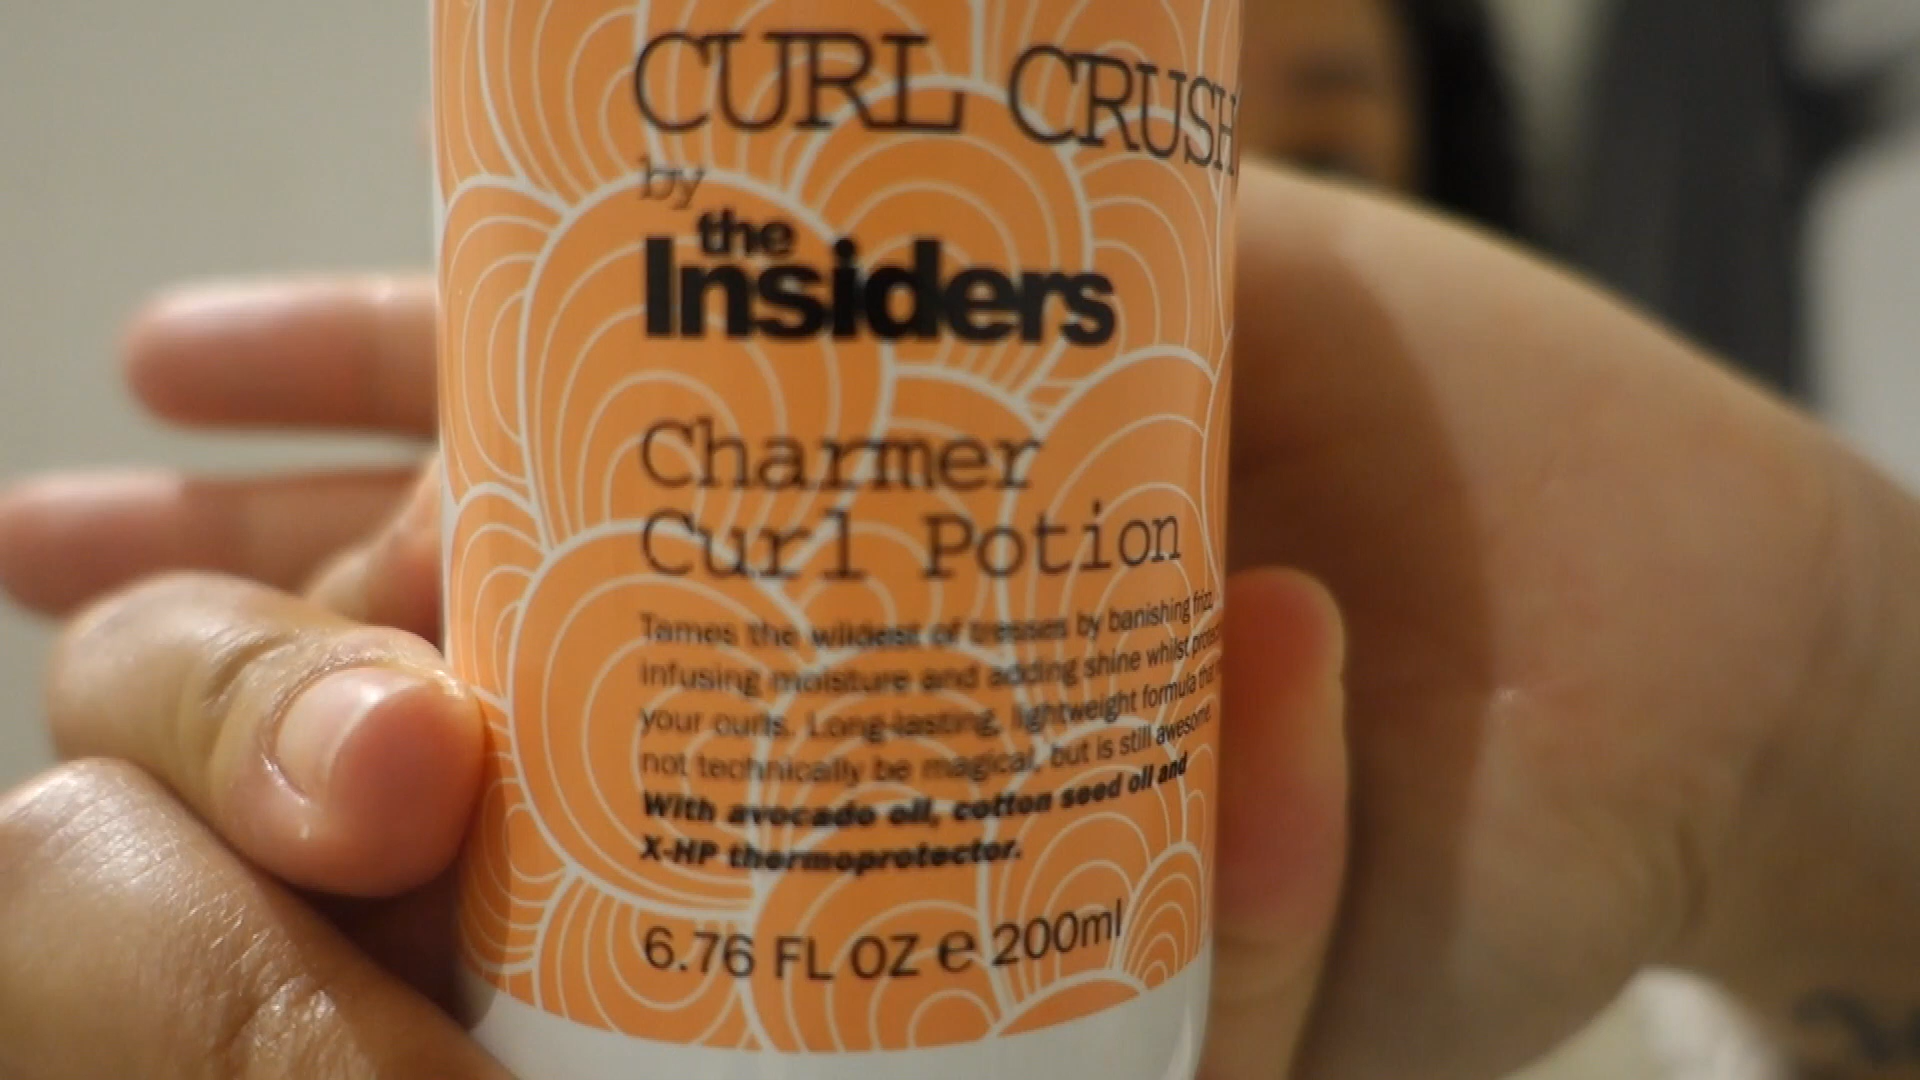 CURL CRUSH
by
the
Insiders
Charmer
Curl Potion
Tames the wildest of tresses by banishing frizz
infusing moisture and adding shine whilst
your curls. Long-lasting, lightweight formula that
not technically be magical, but is still awesome.
With avocado oil, cotton seed oil and
X-HP thermoprotector.
6.76 FL OZ e 200ml